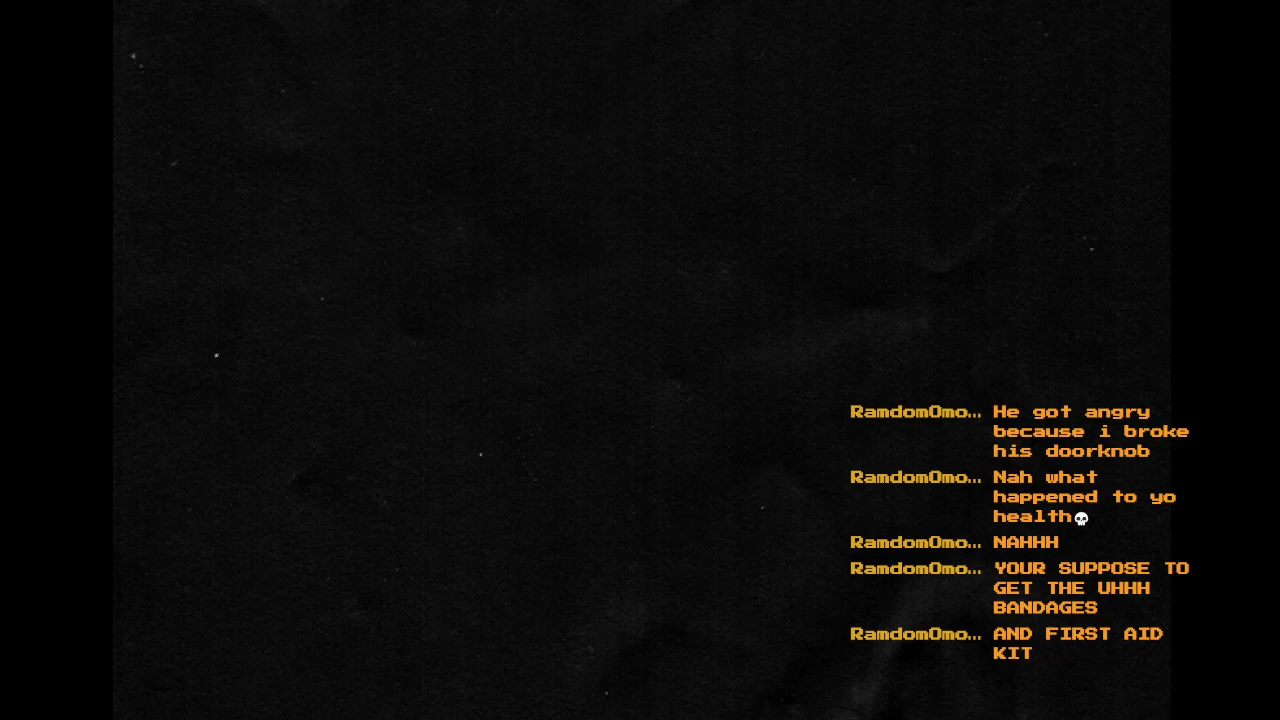 RamdomOmo... He got angry
because i broke
his doorknob
RamdomOmo... Nah what
happened to yo
health💀
RamdomOmo... NAHHH
RamdomOmo... YOUR SUPPOSE TO
GET THE UHHH
BANDAGES
RamdomOmo... AND FIRST AID
KIT